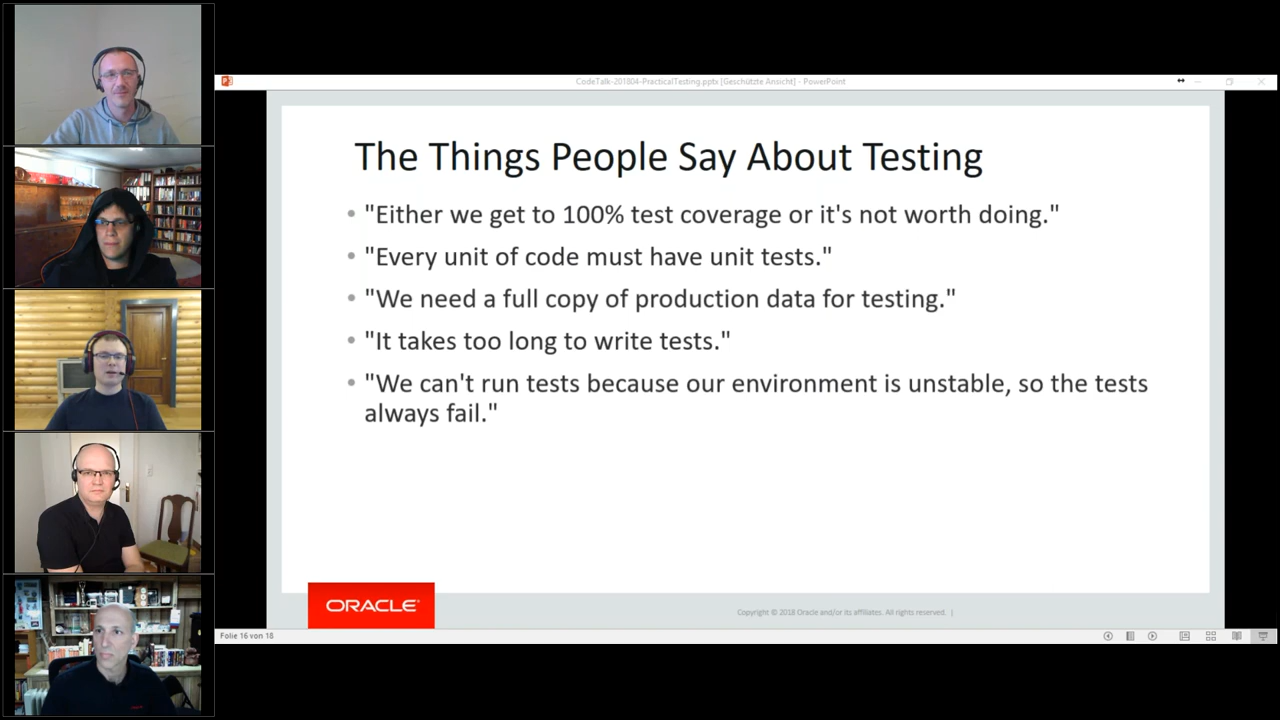 CodeTalk-201804-PracticalTesting.pptx [Geschützte Ansicht] - PowerPoint
The Things People Say About Testing
• "Either we get to 100% test coverage or it's not worth doing."
• "Every unit of code must have unit tests."
• "We need a full copy of production data for testing."
• "It takes too long to write tests."
• "We can't run tests because our environment is unstable, so the tests
always fail."
ORACLE
Copyright © 2018 Oracle and/or its affiliates. All rights reserved. |
Folie 16 von 18